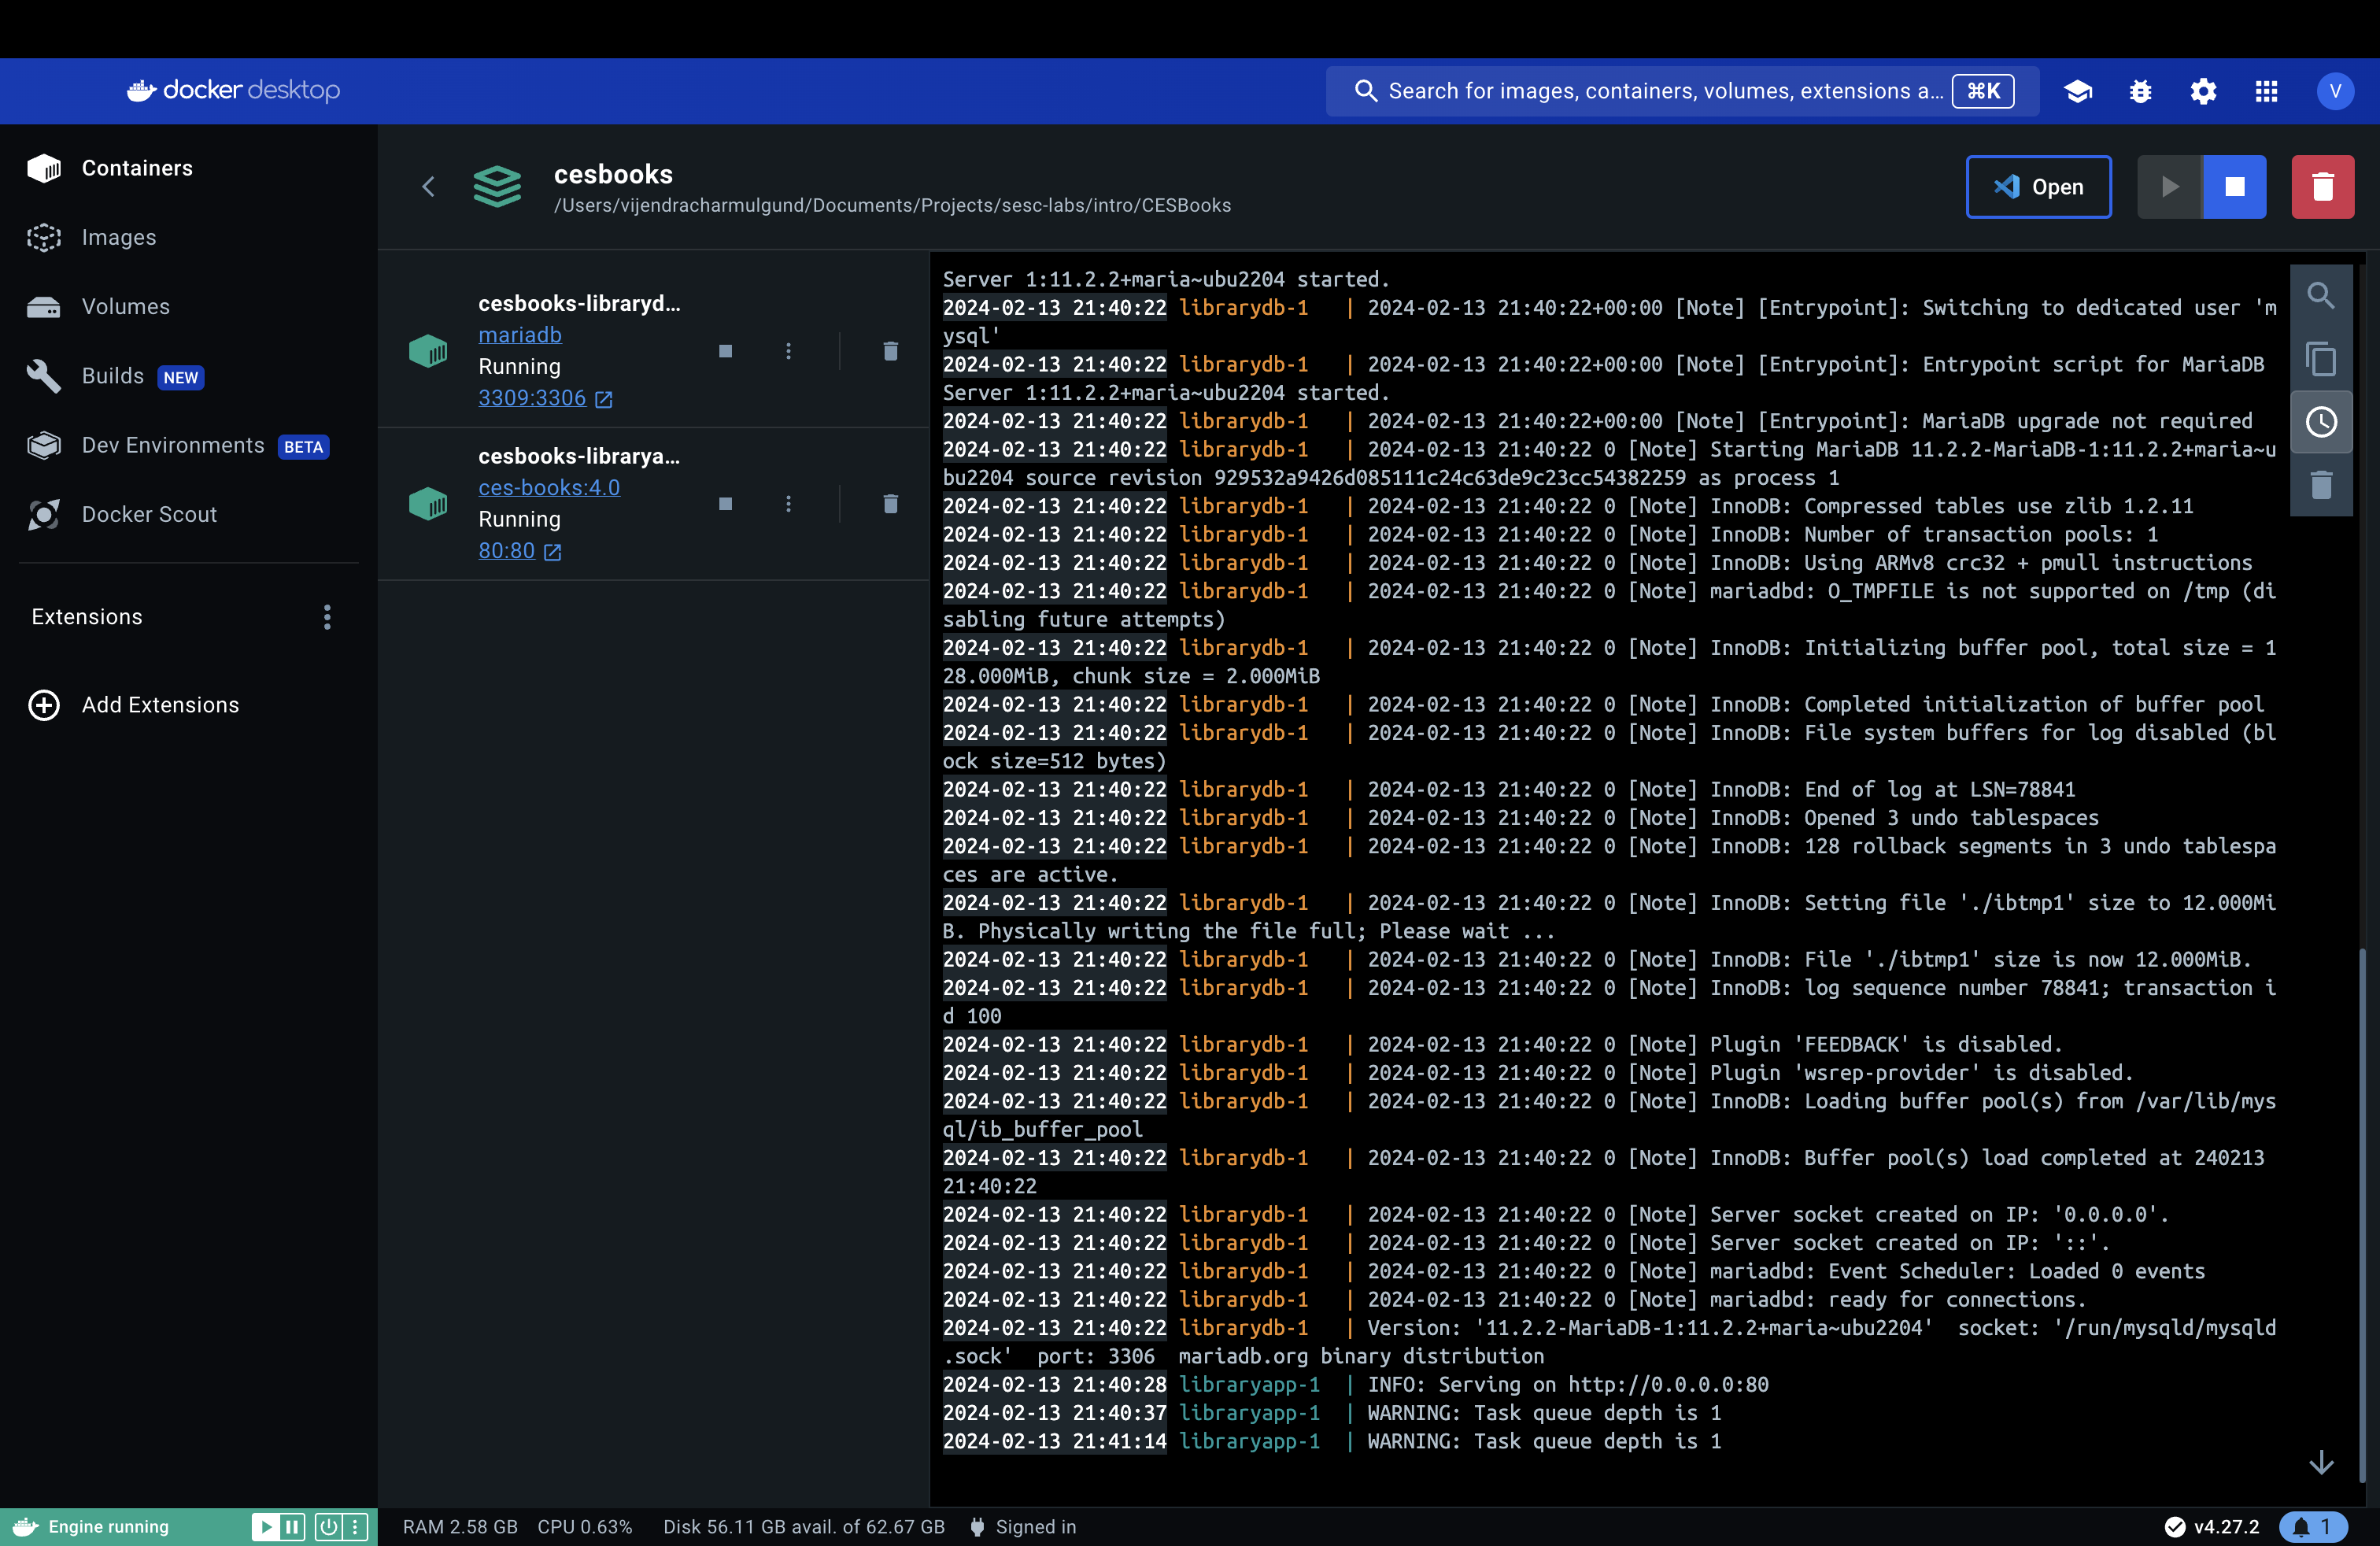 docker desktop
Search for images, containers, volumes, extensions a... ⌘K
V
Containers
Images
Volumes
Builds NEW
Dev Environments BETA
Docker Scout
Extensions
Add Extensions
cesbooks
/Users/vijendracharmulgund/Documents/Projects/sesc-labs/intro/CESBooks
Open
cesbooks-libraryd...
mariadb
Running
3309:3306
cesbooks-librarya...
ces-books:4.0
Running
80:80
Server 1:11.2.2+maria~ubu2204 started.
2024-02-13 21:40:22 librarydb-1   | 2024-02-13 21:40:22+00:00 [Note] [Entrypoint]: Switching to dedicated user 'm
ysql'
2024-02-13 21:40:22 librarydb-1   | 2024-02-13 21:40:22+00:00 [Note] [Entrypoint]: Entrypoint script for MariaDB
Server 1:11.2.2+maria~ubu2204 started.
2024-02-13 21:40:22 librarydb-1   | 2024-02-13 21:40:22+00:00 [Note] [Entrypoint]: MariaDB upgrade not required
2024-02-13 21:40:22 librarydb-1   | 2024-02-13 21:40:22 0 [Note] Starting MariaDB 11.2.2-MariaDB-1:11.2.2+maria~u
bu2204 source revision 929532a9426d085111c24c63de9c23cc54382259 as process 1
2024-02-13 21:40:22 librarydb-1   | 2024-02-13 21:40:22 0 [Note] InnoDB: Compressed tables use zlib 1.2.11
2024-02-13 21:40:22 librarydb-1   | 2024-02-13 21:40:22 0 [Note] InnoDB: Number of transaction pools: 1
2024-02-13 21:40:22 librarydb-1   | 2024-02-13 21:40:22 0 [Note] InnoDB: Using ARMv8 crc32 + pmull instructions
2024-02-13 21:40:22 librarydb-1   | 2024-02-13 21:40:22 0 [Note] mariadbd: O_TMPFILE is not supported on /tmp (di
sabling future attempts)
2024-02-13 21:40:22 librarydb-1   | 2024-02-13 21:40:22 0 [Note] InnoDB: Initializing buffer pool, total size = 1
28.000MiB, chunk size = 2.000MiB
2024-02-13 21:40:22 librarydb-1   | 2024-02-13 21:40:22 0 [Note] InnoDB: Completed initialization of buffer pool
2024-02-13 21:40:22 librarydb-1   | 2024-02-13 21:40:22 0 [Note] InnoDB: File system buffers for log disabled (bl
ock size=512 bytes)
2024-02-13 21:40:22 librarydb-1   | 2024-02-13 21:40:22 0 [Note] InnoDB: End of log at LSN=78841
2024-02-13 21:40:22 librarydb-1   | 2024-02-13 21:40:22 0 [Note] InnoDB: Opened 3 undo tablespaces
2024-02-13 21:40:22 librarydb-1   | 2024-02-13 21:40:22 0 [Note] InnoDB: 128 rollback segments in 3 undo tablespa
ces are active.
2024-02-13 21:40:22 librarydb-1   | 2024-02-13 21:40:22 0 [Note] InnoDB: Setting file './ibtmp1' size to 12.000Mi
B. Physically writing the file full; Please wait ...
2024-02-13 21:40:22 librarydb-1   | 2024-02-13 21:40:22 0 [Note] InnoDB: File './ibtmp1' size is now 12.000MiB.
2024-02-13 21:40:22 librarydb-1   | 2024-02-13 21:40:22 0 [Note] InnoDB: log sequence number 78841; transaction i
d 100
2024-02-13 21:40:22 librarydb-1   | 2024-02-13 21:40:22 0 [Note] Plugin 'FEEDBACK' is disabled.
2024-02-13 21:40:22 librarydb-1   | 2024-02-13 21:40:22 0 [Note] Plugin 'wsrep-provider' is disabled.
2024-02-13 21:40:22 librarydb-1   | 2024-02-13 21:40:22 0 [Note] InnoDB: Loading buffer pool(s) from /var/lib/mys
ql/ib_buffer_pool
2024-02-13 21:40:22 librarydb-1   | 2024-02-13 21:40:22 0 [Note] InnoDB: Buffer pool(s) load completed at 240213
21:40:22
2024-02-13 21:40:22 librarydb-1   | 2024-02-13 21:40:22 0 [Note] Server socket created on IP: '0.0.0.0'.
2024-02-13 21:40:22 librarydb-1   | 2024-02-13 21:40:22 0 [Note] Server socket created on IP: '::'.
2024-02-13 21:40:22 librarydb-1   | 2024-02-13 21:40:22 0 [Note] mariadbd: Event Scheduler: Loaded 0 events
2024-02-13 21:40:22 librarydb-1   | 2024-02-13 21:40:22 0 [Note] mariadbd: ready for connections.
2024-02-13 21:40:22 librarydb-1   | Version: '11.2.2-MariaDB-1:11.2.2+maria~ubu2204'  socket: '/run/mysqld/mysqld
.sock'  port: 3306  mariadb.org binary distribution
2024-02-13 21:40:28 libraryapp-1  | INFO: Serving on http://0.0.0.0:80
2024-02-13 21:40:37 libraryapp-1  | WARNING: Task queue depth is 1
2024-02-13 21:41:14 libraryapp-1  | WARNING: Task queue depth is 1
Engine running
RAM 2.58 GB CPU 0.63% Disk 56.11 GB avail. of 62.67 GB Signed in
v4.27.2
1